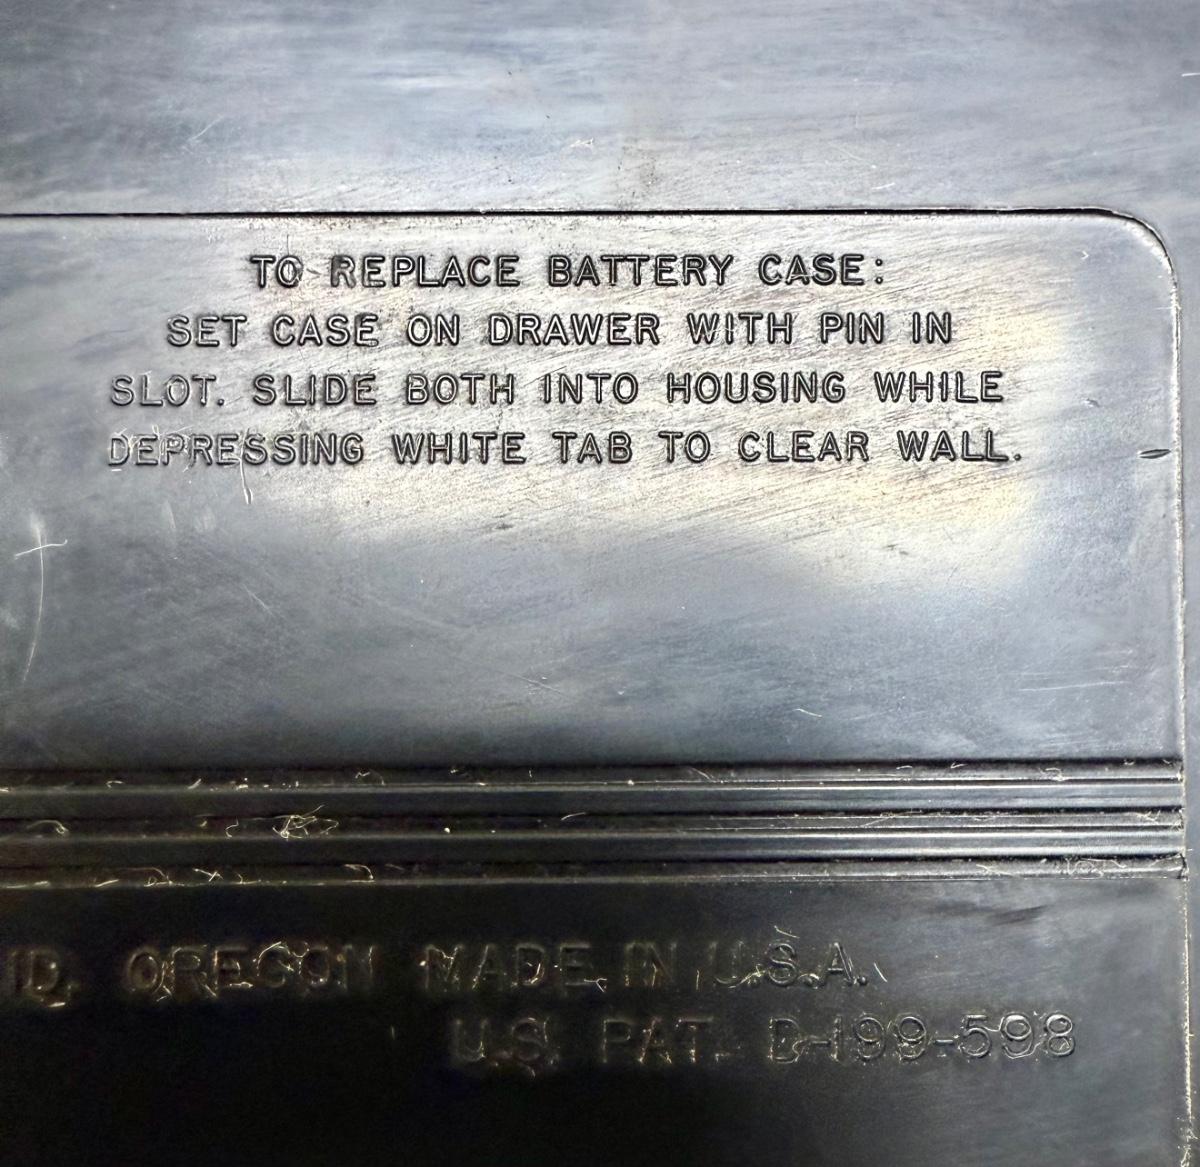 TO REPLACE BATTERY CASE:
SET CASE ON DRAWER WITH PIN IN
SLOT. SLIDE BOTH INTO HOUSING WHILE
DEPRESSING WHITE TAB TO CLEAR WALL.
OREGON MADE IN U.S.A.
U.S. PAT. D-199-598